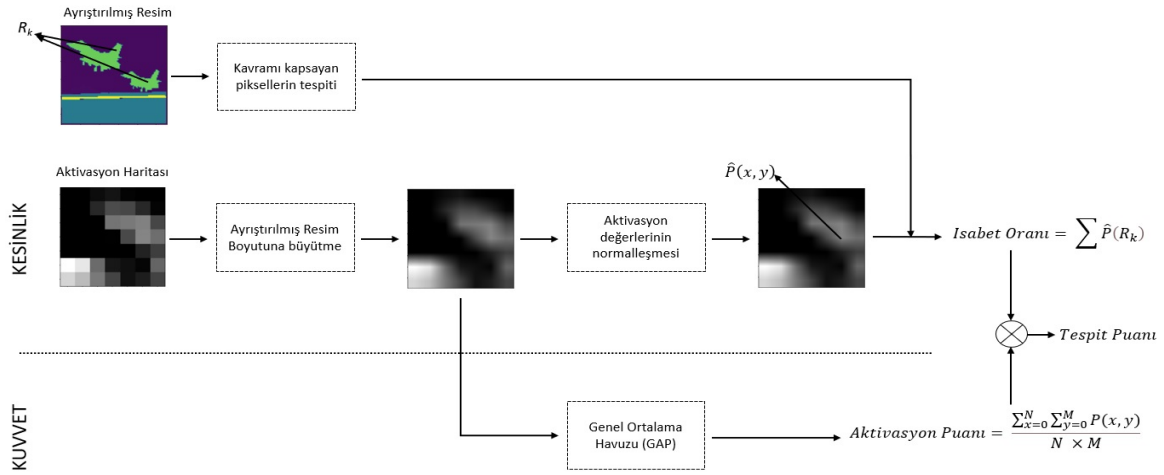 Ayrıştırılmış Resim
R_k
Kavramı kapsayan
piksellerin tespiti
Aktivasyon Haritası
P̂(x, y)
KESİNLİK
Ayrıştırılmış Resim
Boyutuna büyütme
Aktivasyon
değerlerinin
normalleşmesi
Isabet Oranı = ∑ P̂(R_k)
Tespit Puanı
KUVVET
Genel Ortalama
Havuzu (GAP)
Aktivasyon Puanı = ∑_{x=0}^{N} ∑_{y=0}^{M} P(x, y) / N × M